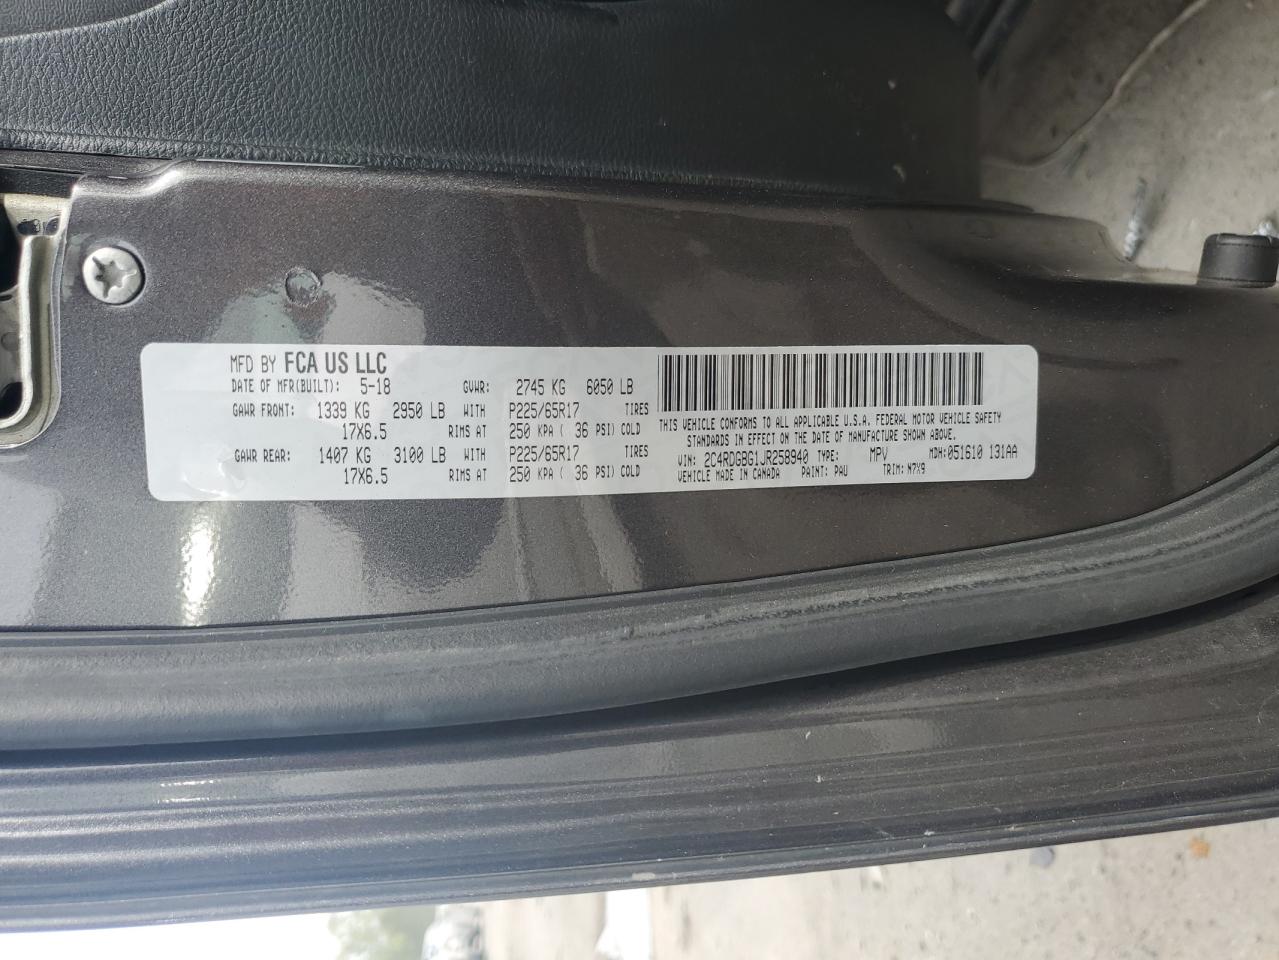 MFD BY FCA US LLC
DATE OF MFR(BUILT): 5-18 GVWR: 2745 KG 6050 LB
GAWR FRONT: 1339 KG 2950 LB WITH P225/65R17 TIRES
17X6.5 RIMS AT 250 KPA ( 36 PSI) COLD
GAWR REAR: 1407 KG 3100 LB WITH P225/65R17 TIRES
17X6.5 RIMS AT 250 KPA ( 36 PSI) COLD
THIS VEHICLE CONFORMS TO ALL APPLICABLE U.S.A. FEDERAL MOTOR VEHICLE SAFETY
STANDARDS IN EFFECT ON THE DATE OF MANUFACTURE SHOWN ABOVE.
VIN: 2C4RDGBG1JR258940 TYPE: MPV MDH: 051610 131AA
VEHICLE MADE IN CANADA PAINT: PAU TRIM: N7Y9